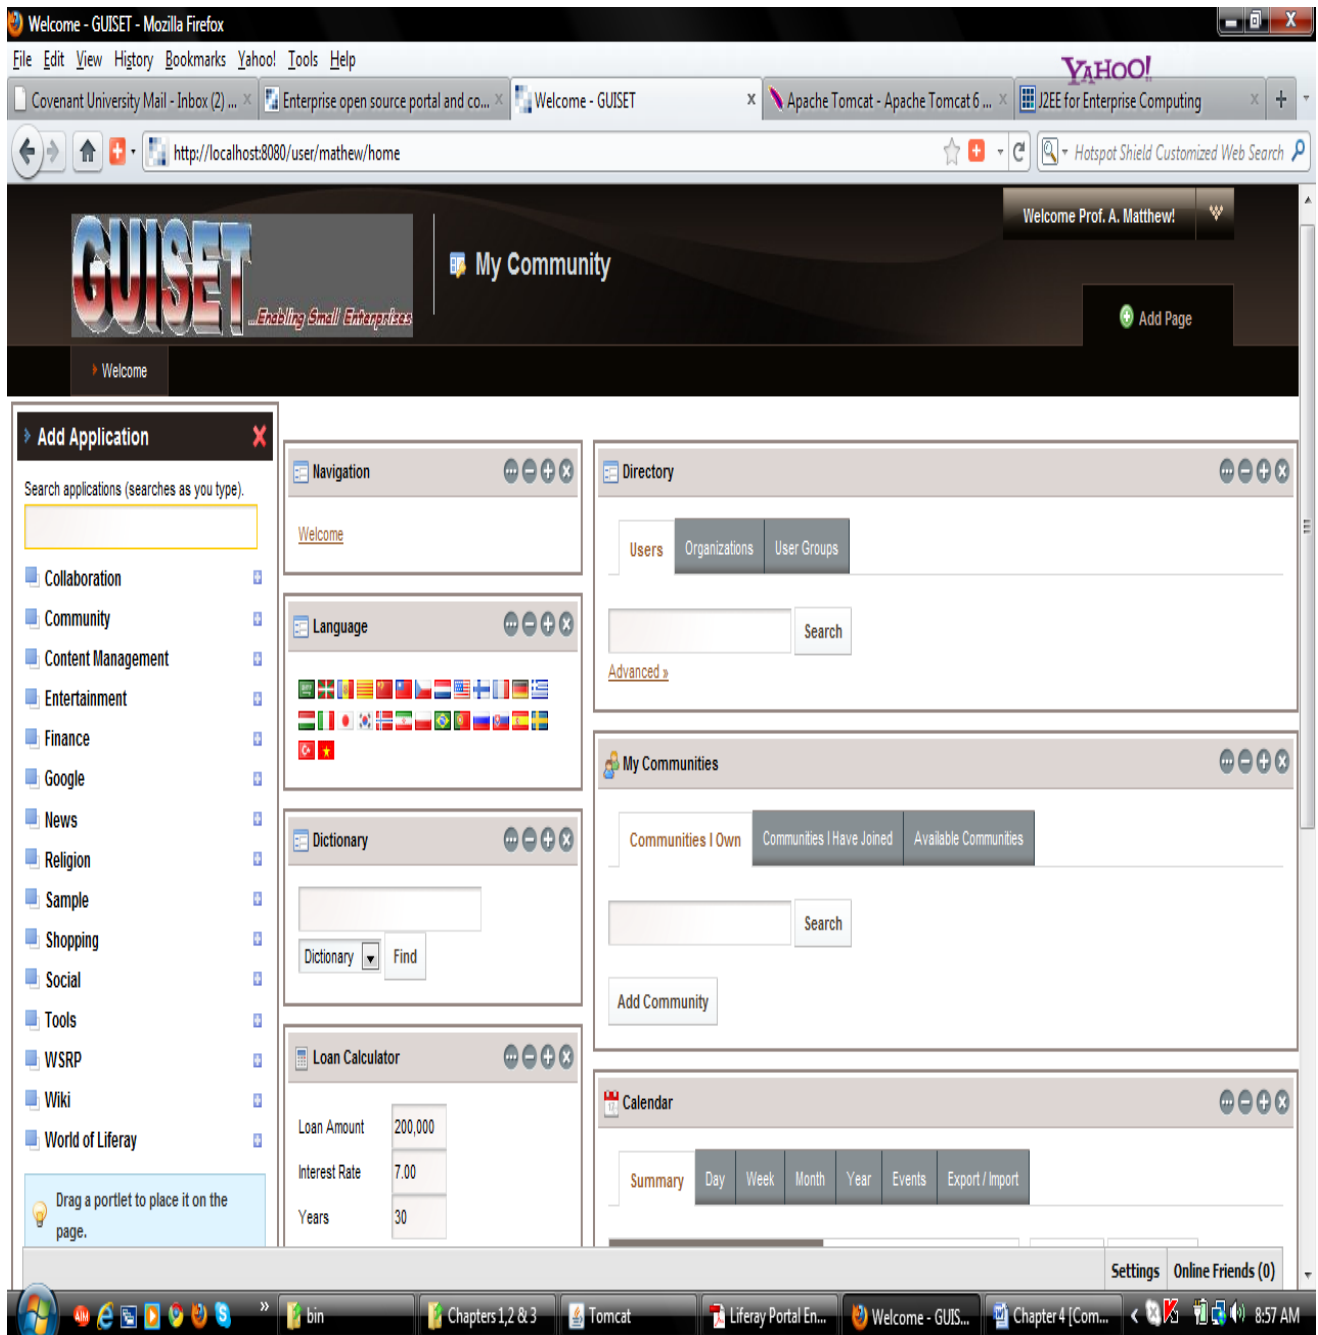 Welcome - GUISET - Mozilla Firefox
File Edit View History Bookmarks Yahoo! Tools Help
YAHOO!
Covenant University Mail - Inbox (2) ...
Enterprise open source portal and co...
Welcome - GUISET
Apache Tomcat - Apache Tomcat 6 ...
J2EE for Enterprise Computing
http://localhost:8080/user/mathew/home
Hotspot Shield Customized Web Search
GUISET
...Enabling Small Enterprises
My Community
Welcome Prof. A. Matthew!
Add Page
Welcome
Add Application
Search applications (searches as you type).
Collaboration
Community
Content Management
Entertainment
Finance
Google
News
Religion
Sample
Shopping
Social
Tools
WSRP
Wiki
World of Liferay
Drag a portlet to place it on the
page.
Navigation
Welcome
Language
Dictionary
Dictionary Find
Loan Calculator
Loan Amount 200,000
Interest Rate 7.00
Years 30
Directory
Users Organizations User Groups
Search
Advanced »
My Communities
Communities I Own Communities I Have Joined Available Communities
Search
Add Community
Calendar
Summary Day Week Month Year Events Export / Import
Settings Online Friends (0)
bin
Chapters 1,2 & 3
Tomcat
Liferay Portal En...
Welcome - GUIS...
Chapter 4 [Com...
8:57 AM